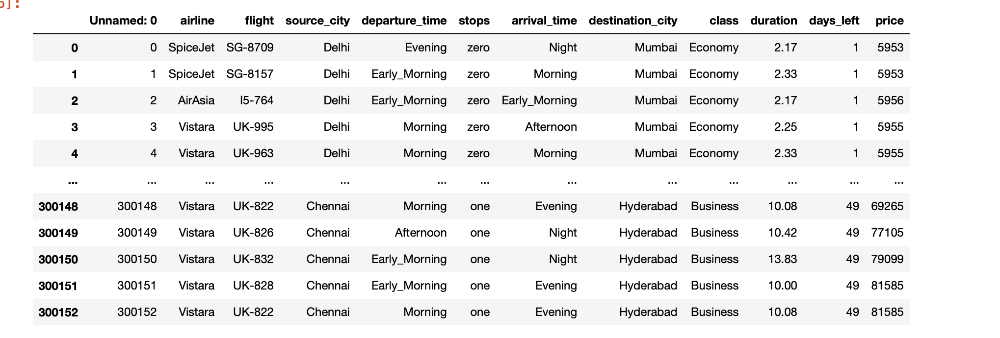 6]:
Unnamed: 0 airline flight source_city departure_time stops arrival_time destination_city class duration days_left price
0 0 SpiceJet SG-8709 Delhi Evening zero Night Mumbai Economy 2.17 1 5953
1 1 SpiceJet SG-8157 Delhi Early_Morning zero Morning Mumbai Economy 2.33 1 5953
2 2 AirAsia I5-764 Delhi Early_Morning zero Early_Morning Mumbai Economy 2.17 1 5956
3 3 Vistara UK-995 Delhi Morning zero Afternoon Mumbai Economy 2.25 1 5955
4 4 Vistara UK-963 Delhi Morning zero Morning Mumbai Economy 2.33 1 5955
... ... ... ... ... ... ... ... ... ... ... ... ...
300148 300148 Vistara UK-822 Chennai Morning one Evening Hyderabad Business 10.08 49 69265
300149 300149 Vistara UK-826 Chennai Afternoon one Night Hyderabad Business 10.42 49 77105
300150 300150 Vistara UK-832 Chennai Early_Morning one Night Hyderabad Business 13.83 49 79099
300151 300151 Vistara UK-828 Chennai Early_Morning one Evening Hyderabad Business 10.00 49 81585
300152 300152 Vistara UK-822 Chennai Morning one Evening Hyderabad Business 10.08 49 81585